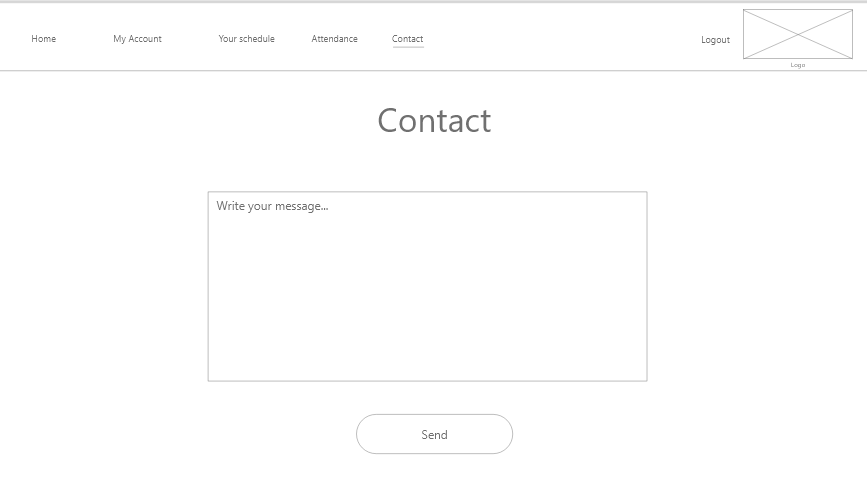 Home My Account Your schedule Attendance Contact Logout
Logo
Contact
Write your message...
Send